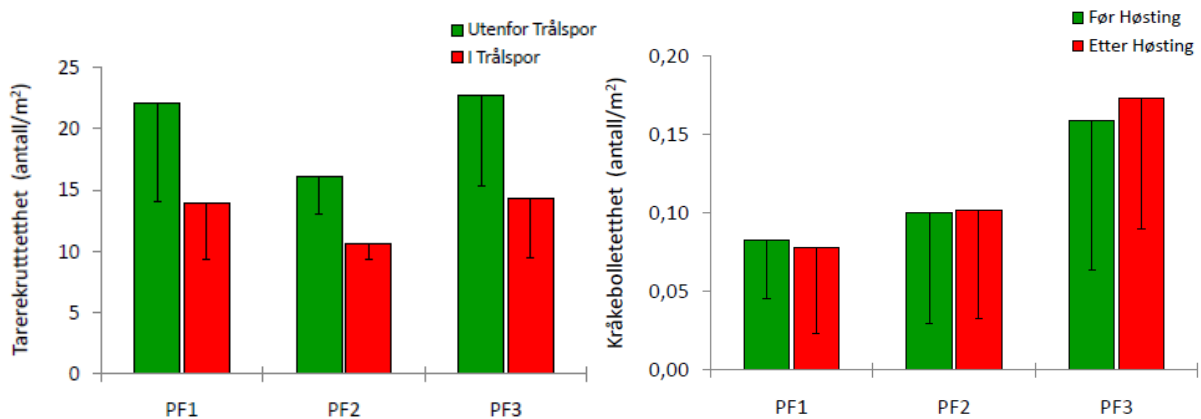 Utenfor Trålspor
I Trålspor
Tarerekrutttetthet (antall/m²)
25
20
15
10
5
0
PF1 PF2 PF3
Før Høsting
Etter Høsting
Kråkebolletetthet (antall/m²)
0,20
0,15
0,10
0,05
0,00
PF1 PF2 PF3